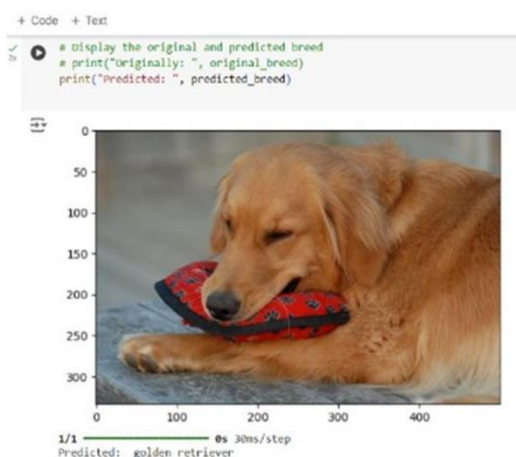 + Code + Text
# Display the original and predicted breed
# print("Originally: ", original_breed)
print("Predicted: ", predicted_breed)
0
50
100
150
200
250
300
0 100 200 300 400
1/1 0s 30ms/step
Predicted: golden retriever